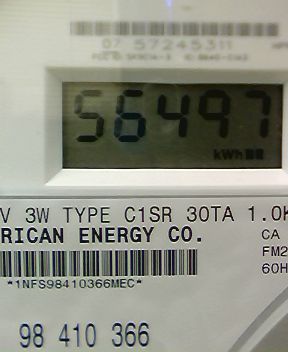 07 57245311
56497
kWh
V 3W TYPE C1SR 30TA 1.0K
RICAN ENERGY CO.
CA
FM2
60H
*1NFS98410366MEC*
98 410 366